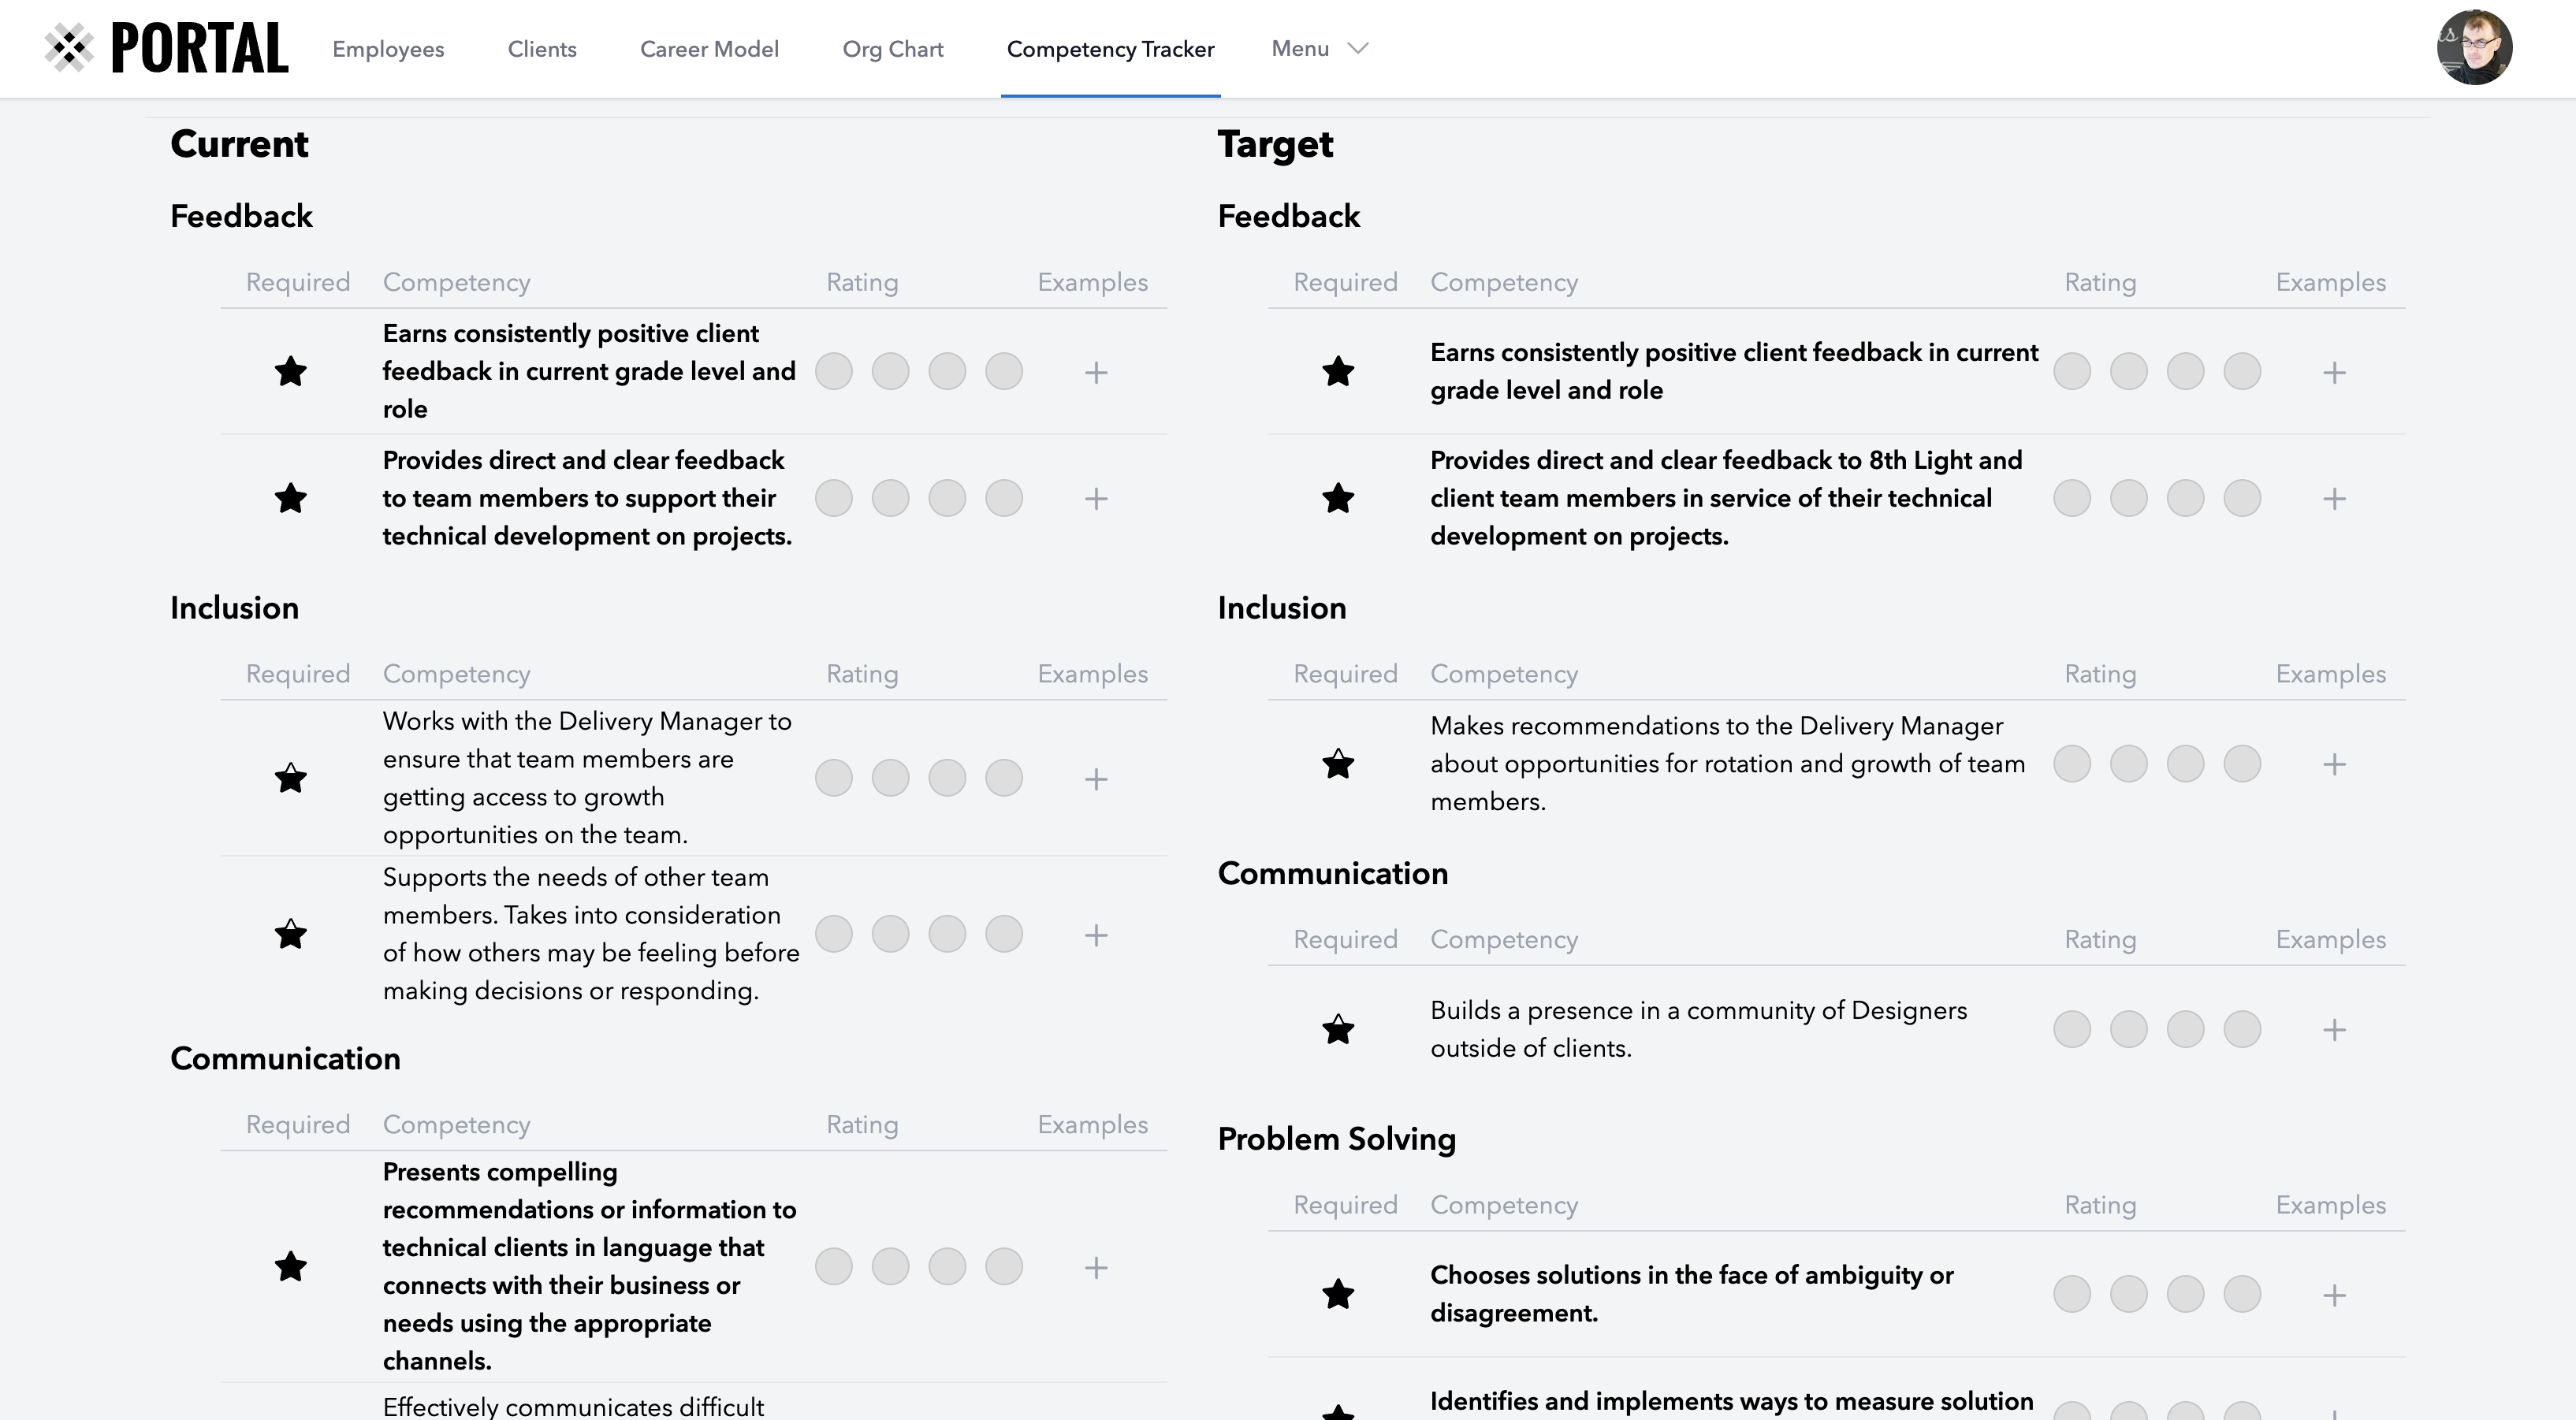 PORTAL
Employees
Clients
Career Model
Org Chart
Competency Tracker
Menu
Current
Feedback
Required Competency Rating Examples
Earns consistently positive client
feedback in current grade level and
role
Provides direct and clear feedback
to team members to support their
technical development on projects.
Inclusion
Required Competency Rating Examples
Works with the Delivery Manager to
ensure that team members are
getting access to growth
opportunities on the team.
Supports the needs of other team
members. Takes into consideration
of how others may be feeling before
making decisions or responding.
Communication
Required Competency Rating Examples
Presents compelling
recommendations or information to
technical clients in language that
connects with their business or
needs using the appropriate
channels.
Effectively communicates difficult
Target
Feedback
Required Competency Rating Examples
Earns consistently positive client feedback in current
grade level and role
Provides direct and clear feedback to 8th Light and
client team members in service of their technical
development on projects.
Inclusion
Required Competency Rating Examples
Makes recommendations to the Delivery Manager
about opportunities for rotation and growth of team
members.
Communication
Required Competency Rating Examples
Builds a presence in a community of Designers
outside of clients.
Problem Solving
Required Competency Rating Examples
Chooses solutions in the face of ambiguity or
disagreement.
Identifies and implements ways to measure solution